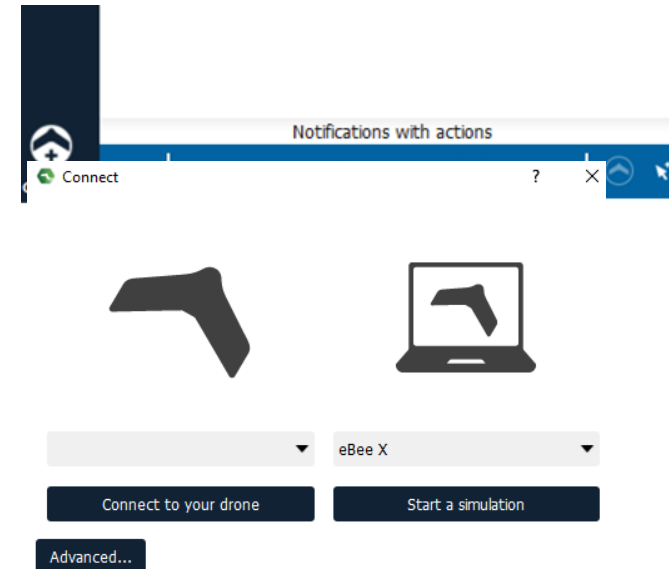 Notifications with actions
Connect
?
eBee X
Connect to your drone
Start a simulation
Advanced...